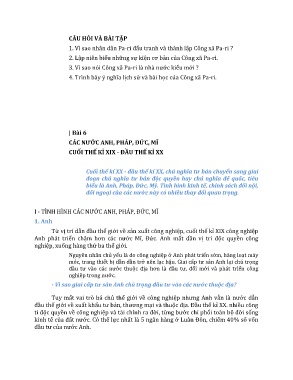 CÂU HỎI VÀ BÀI TẬP
1. Vì sao nhân dân Pa-ri đấu tranh và thành lập Công xã Pa-ri ?
2. Lập niên biểu những sự kiện cơ bản của Công xã Pa-ri.
3. Vì sao nói Công xã Pa-ri là nhà nước kiểu mới ?
4. Trình bày ý nghĩa lịch sử và bài học của Công xã Pa-ri.
| Bài 6
CÁC NƯỚC ANH, PHÁP, ĐỨC, MĨ
CUỐI THẾ KỈ XIX - ĐẦU THẾ KỈ XX
Cuối thế kỉ XX - đầu thế kỉ XX, chủ nghĩa tư bản chuyển sang giai
đoạn chủ nghĩa tư bản độc quyền hay chủ nghĩa đế quốc, tiêu
biểu là Anh, Pháp, Đức, Mỹ. Tình hình kinh tế, chính sách đối nội,
đối ngoại của các nước này có nhiều thay đổi quan trọng.
I - TÌNH HÌNH CÁC NƯỚC ANH, PHÁP, ĐỨC, MĨ
1. Anh
Từ vị trí dẫn đầu thế giới về sản xuất công nghiệp, cuối thế kỉ XIX công nghiệp
Anh phát triển chậm hơn các nước Mĩ, Đức. Anh mất dần vị trí độc quyền công
nghiệp, xuống hàng thứ ba thế giới.
Nguyên nhân chủ yếu là do công nghiệp ở Anh phát triển sớm, hàng loạt máy
móc, trang thiết bị dần dần trở nên lạc hậu. Giai cấp tư sản Anh lại chú trọng
đầu tư vào các nước thuộc địa hơn là đầu tư, đổi mới và phát triển công
nghiệp trong nước.
- Vì sao giai cấp tư sản Anh chú trọng đầu tư vào các nước thuộc địa?
Tuy mất vai trò bá chủ thế giới về công nghiệp nhưng Anh vẫn là nước dẫn
đầu thế giới về xuất khẩu tư bản, thương mại và thuộc địa. Đầu thế kỉ XX, nhiều công
ti độc quyền về công nghiệp và tài chính ra đời, từng bước chi phối toàn bộ đời sống
kinh tế của đất nước. Có thế lực nhất là 5 ngân hàng ở Luân Đôn, chiếm 40% số vốn
đầu tư của nước Anh.